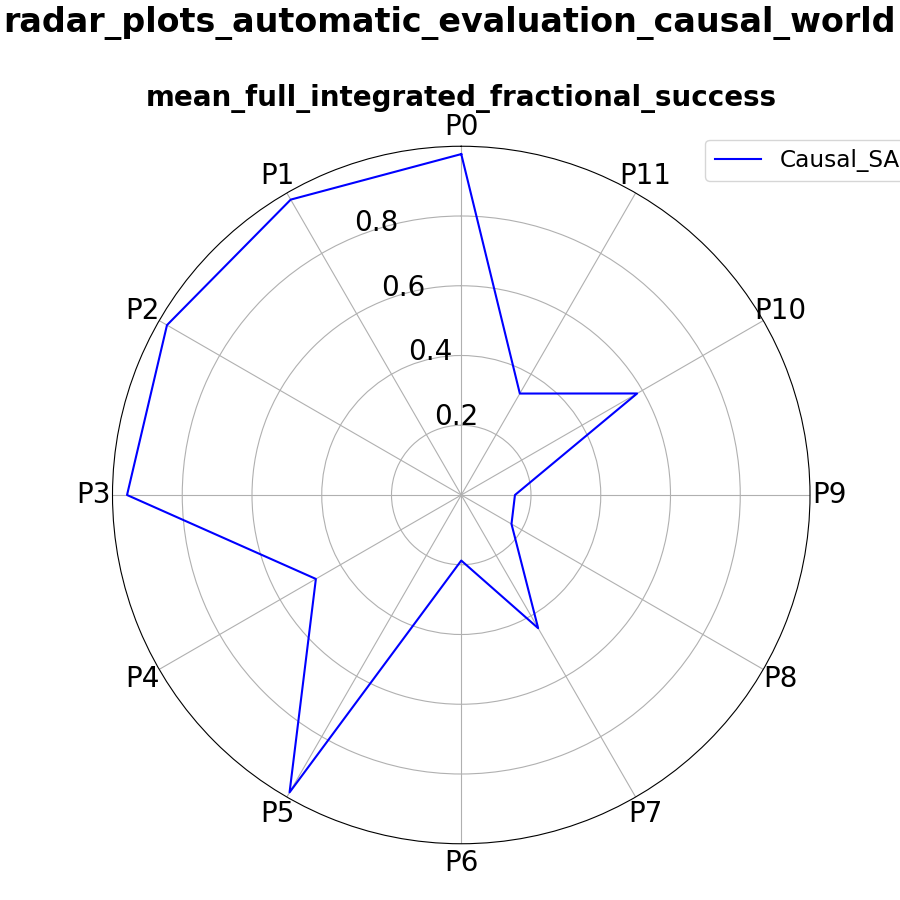 radar_plots_automatic_evaluation_causal_world
mean_full_integrated_fractional_success
P0
P1
P11
Causal_SA
0.8
P2
0.6
P10
0.4
0.2
P3
P9
P4
P8
P5
P7
P6